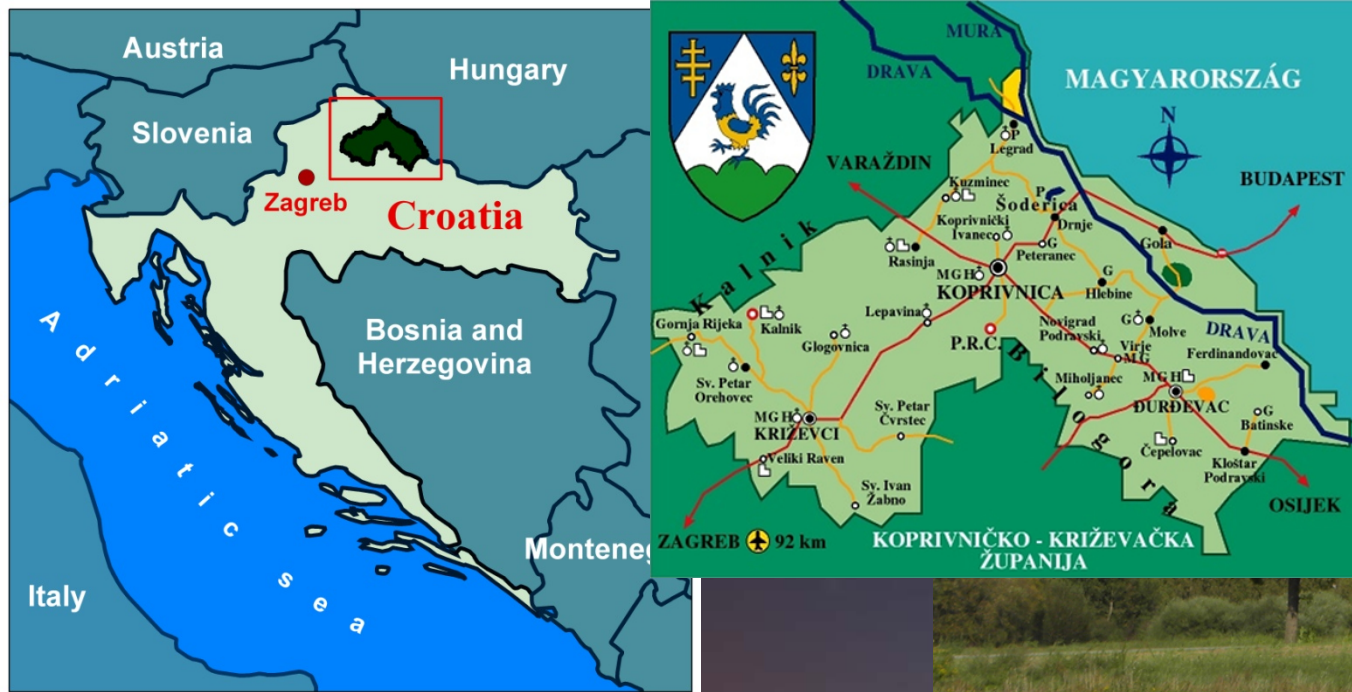 Austria
Hungary
Slovenia
Zagreb
Croatia
Bosnia and
Herzegovina
Adriatic sea
Italy
Monteneg
MURA
DRAVA
MAGYARORSZÁG
N
VARAŽDIN
BUDAPEST
P
Legrad
Kuzminec
P
Šoderica
Koprivnički
Ivanec
Drnje
G
Peteranec
Gola
Rasinja
Kalnik
M G H
KOPRIVNICA
G
Hlebine
Lepavina
Gornja Rijeka
Kalnik
Glogovnica
P.R.C.
Novigrad
Podravski
G
Molve
DRAVA
Virje
M G
Ferdinandovac
Bilogora
Sv. Petar
Orehovec
Miholjanec
M G H
ĐURĐEVAC
M G H
KRIŽEVCI
Sv. Petar
Čvrstec
G
Batinske
Veliki Raven
Čepelovac
Kloštar
Podravski
Sv. Ivan
Žabno
OSIJEK
ZAGREB 92 km
KOPRIVNIČKO - KRIŽEVAČKA
ŽUPANIJA